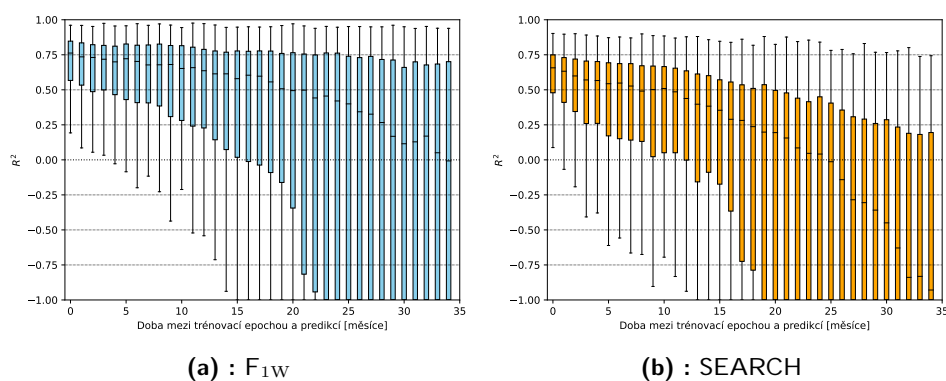 1.00
0.75
0.50
0.25
0.00
−0.25
−0.50
−0.75
−1.00
R²
0 5 10 15 20 25 30 35
Doba mezi trénovací epochou a predikcí [měsíce]
(a) : F1W
1.00
0.75
0.50
0.25
0.00
−0.25
−0.50
−0.75
−1.00
R²
0 5 10 15 20 25 30 35
Doba mezi trénovací epochou a predikcí [měsíce]
(b) : SEARCH